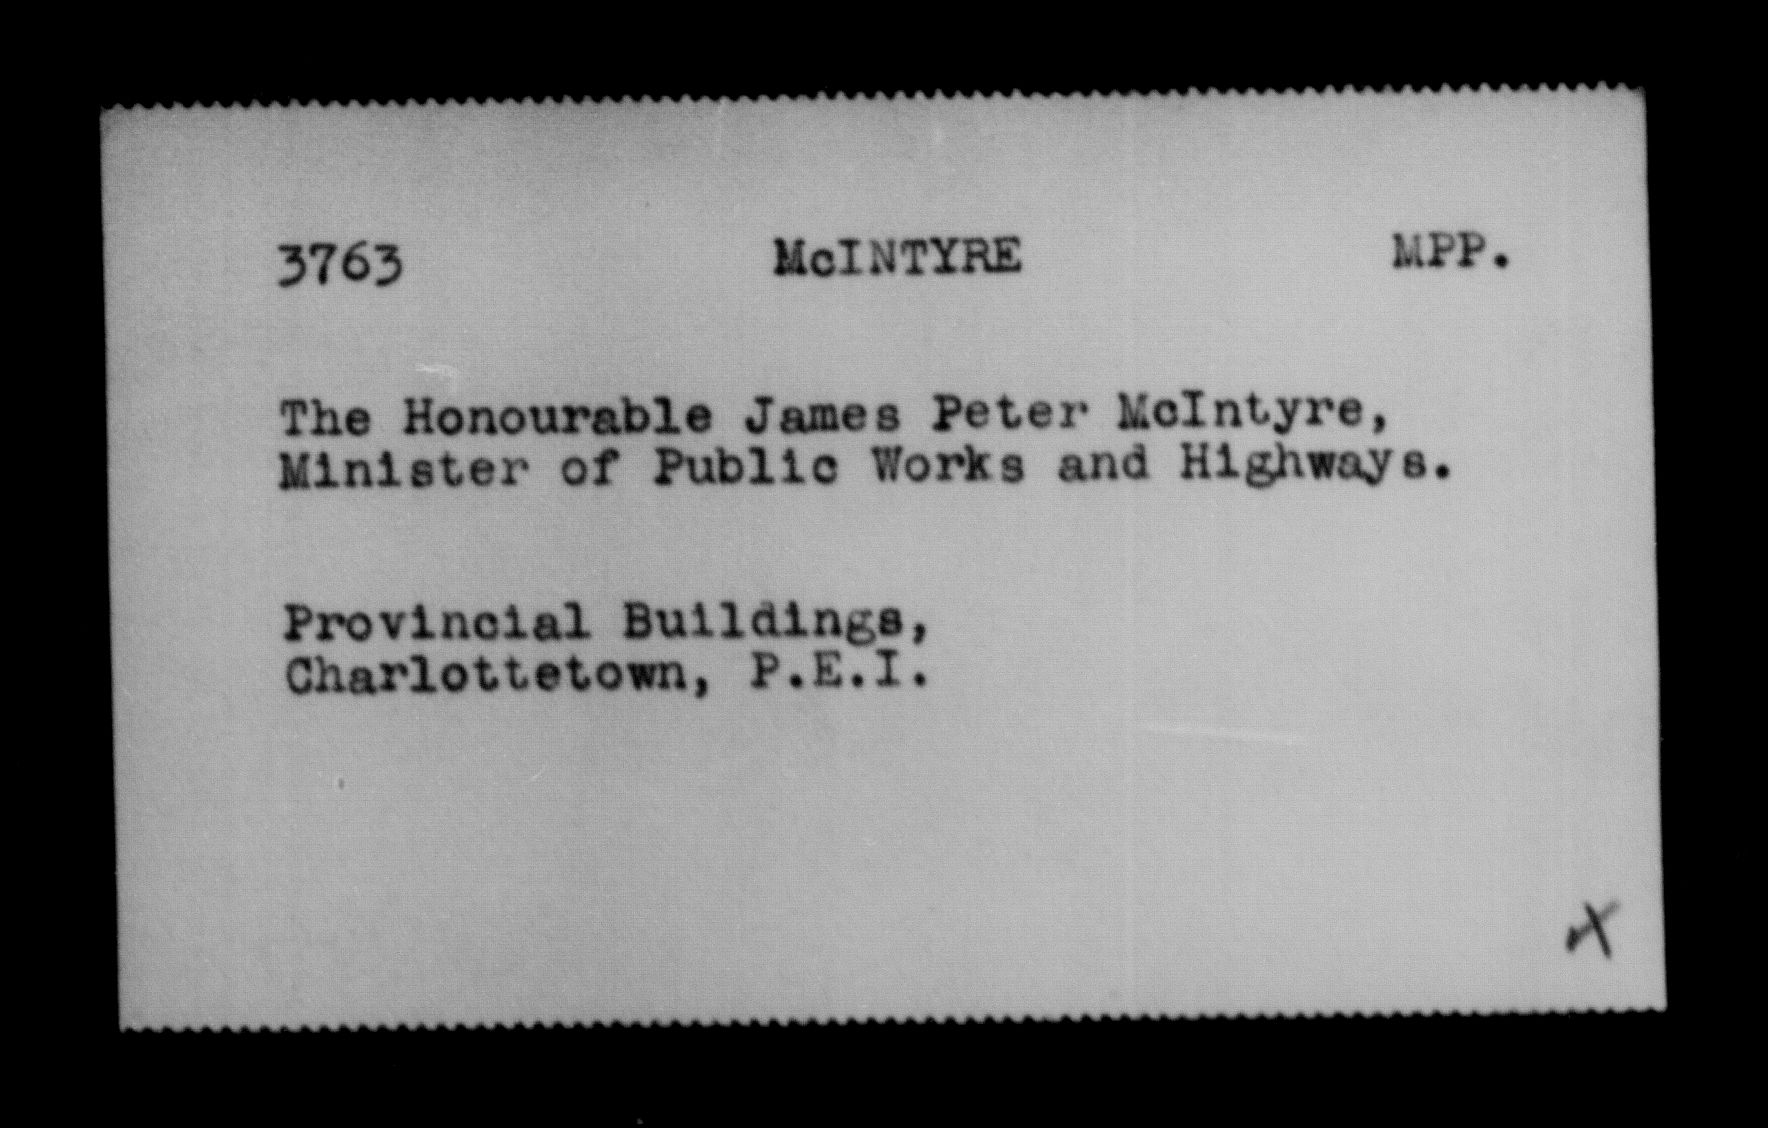 3763 McINTYRE MPP.
The Honourable James Peter McIntyre,
Minister of Public Works and Highways.
Provincial Buildings,
Charlottetown, P.E.I.